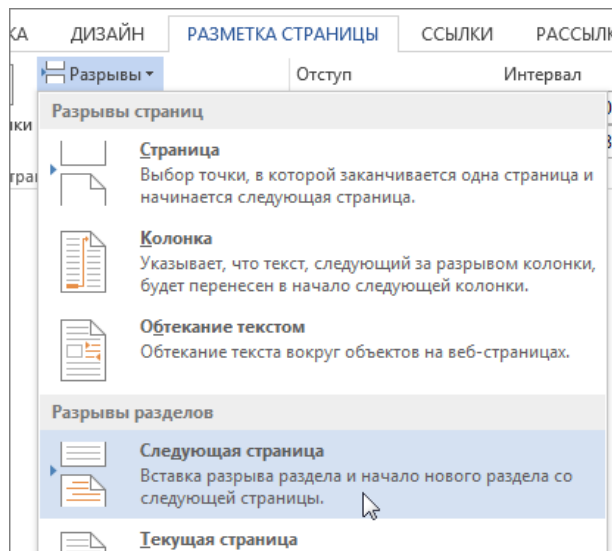 КА ДИЗАЙН РАЗМЕТКА СТРАНИЦЫ ССЫЛКИ РАССЫЛК
Разрывы Отступ Интервал
Разрывы страниц
ки
Страница
Выбор точки, в которой заканчивается одна страница и
начинается следующая страница.
Колонка
Указывает, что текст, следующий за разрывом колонки,
будет перенесен в начало следующей колонки.
Обтекание текстом
Обтекание текста вокруг объектов на веб-страницах.
Разрывы разделов
Следующая страница
Вставка разрыва раздела и начало нового раздела со
следующей страницы.
Текущая страница